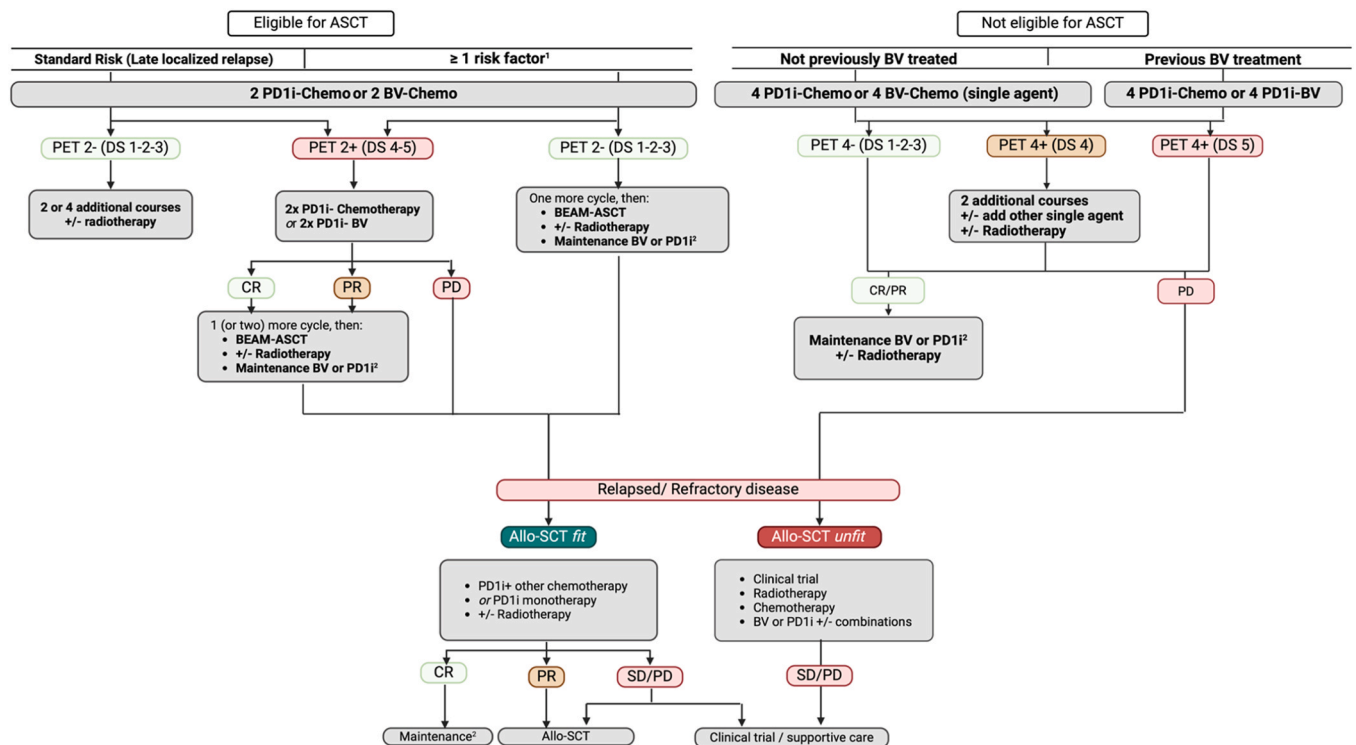 Eligible for ASCT
Not eligible for ASCT
Standard Risk (Late localized relapse)
≥ 1 risk factor¹
Not previously BV treated
Previous BV treatment
2 PD1i-Chemo or 2 BV-Chemo
4 PD1i-Chemo or 4 BV-Chemo (single agent)
4 PD1i-Chemo or 4 PD1i-BV
PET 2- (DS 1-2-3)
PET 2+ (DS 4-5)
PET 2- (DS 1-2-3)
PET 4- (DS 1-2-3)
PET 4+ (DS 4)
PET 4+ (DS 5)
2 or 4 additional courses
+/- radiotherapy
2x PD1i- Chemotherapy
or 2x PD1i- BV
One more cycle, then:
• BEAM-ASCT
• +/- Radiotherapy
• Maintenance BV or PD1i²
2 additional courses
+/- add other single agent
+/- Radiotherapy
CR
PR
PD
CR/PR
PD
1 (or two) more cycle, then:
• BEAM-ASCT
• +/- Radiotherapy
• Maintenance BV or PD1i²
Maintenance BV or PD1i²
+/- Radiotherapy
Relapsed/ Refractory disease
Allo-SCT fit
Allo-SCT unfit
• PD1i+ other chemotherapy
• or PD1i monotherapy
• +/- Radiotherapy
• Clinical trial
• Radiotherapy
• Chemotherapy
• BV or PD1i +/- combinations
CR
PR
SD/PD
SD/PD
Maintenance²
Allo-SCT
Clinical trial / supportive care